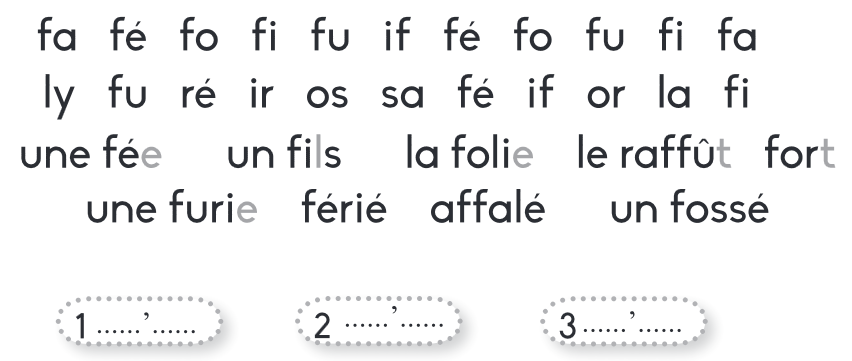 fa fé fo fi fu if fé fo fu fi fa
ly fu ré ir os sa fé if or la fi
une fée un fils la folie le raffût fort
une furie férié affalé un fossé
1 ......’...... 2 ......’...... 3 ......’......